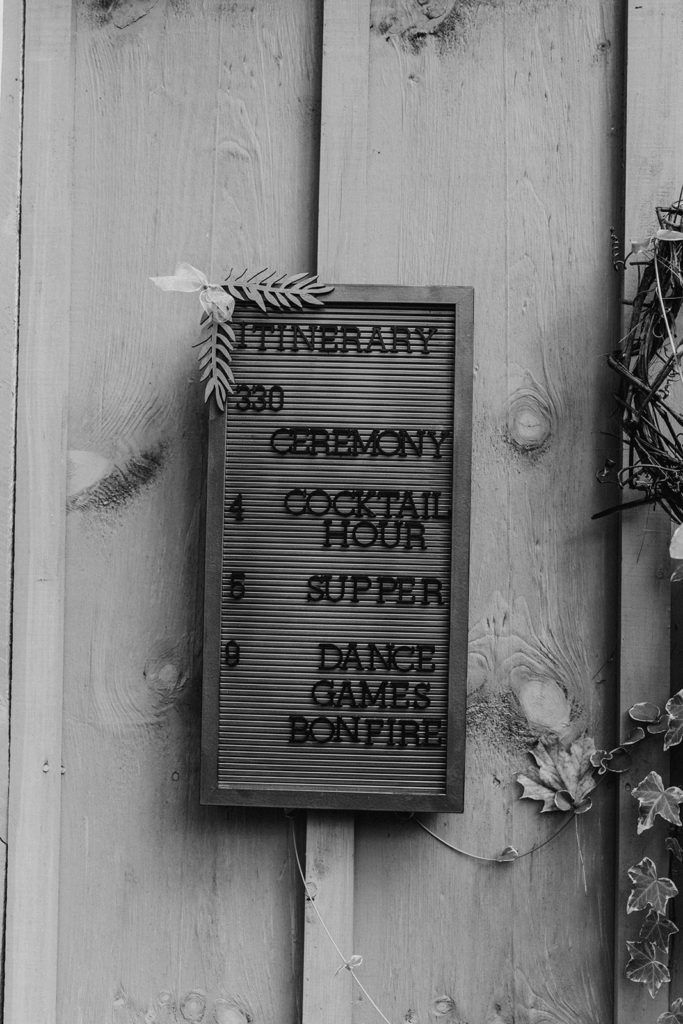 ITINERARY
330
CEREMONY
4 COCKTAIL
HOUR
5 SUPPER
9 DANCE
GAMES
BONFIRE